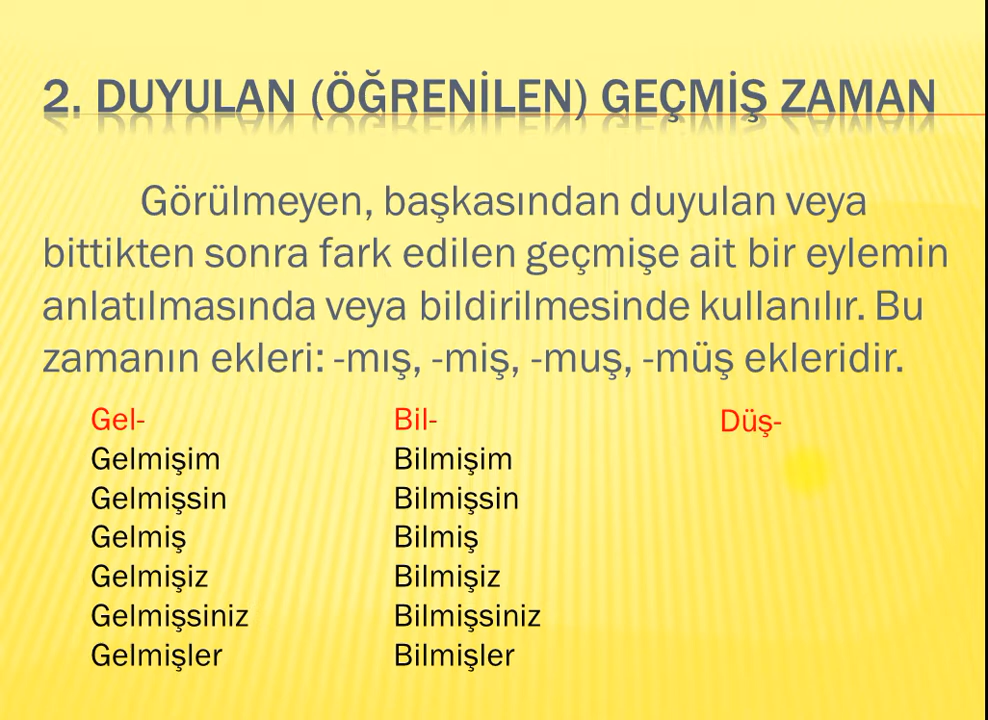 2. DUYULAN (ÖĞRENİLEN) GEÇMİŞ ZAMAN
Görülmeyen, başkasından duyulan veya
bittikten sonra fark edilen geçmişe ait bir eylemin
anlatılmasında veya bildirilmesinde kullanılır. Bu
zamanın ekleri: -mış, -miş, -muş, -müş ekleridir.
Gel-
Gelmişim
Gelmişsin
Gelmiş
Gelmişiz
Gelmişsiniz
Gelmişler
Bil-
Bilmişim
Bilmişsin
Bilmiş
Bilmişiz
Bilmişsiniz
Bilmişler
Düş-